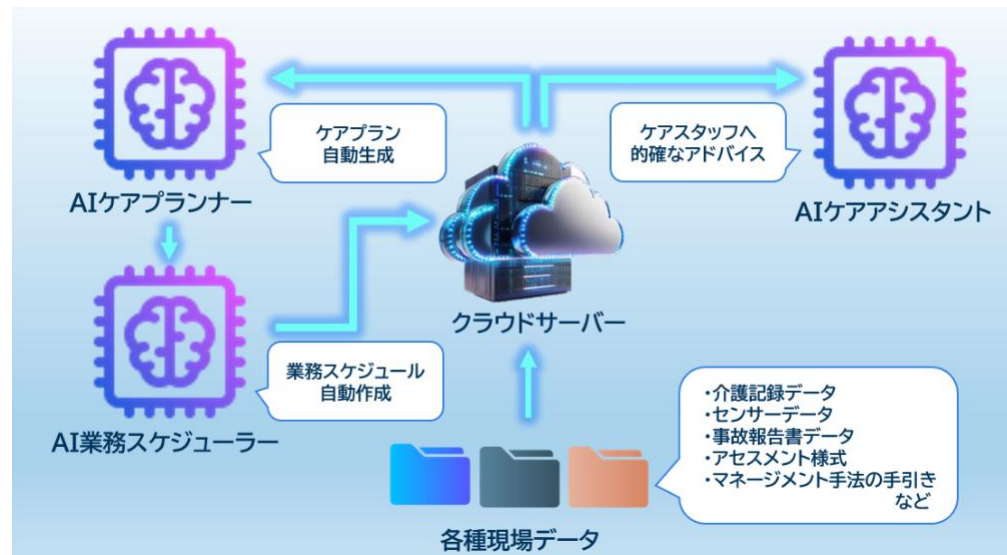 ケアプラン
自動生成
ケアスタッフへ
的確なアドバイス
AIケアプランナー
AIケアアシスタント
クラウドサーバー
業務スケジュール
自動作成
AI業務スケジューラー
・介護記録データ
・センサーデータ
・事故報告書データ
・アセスメント様式
・マネージメント手法の手引き
など
各種現場データ